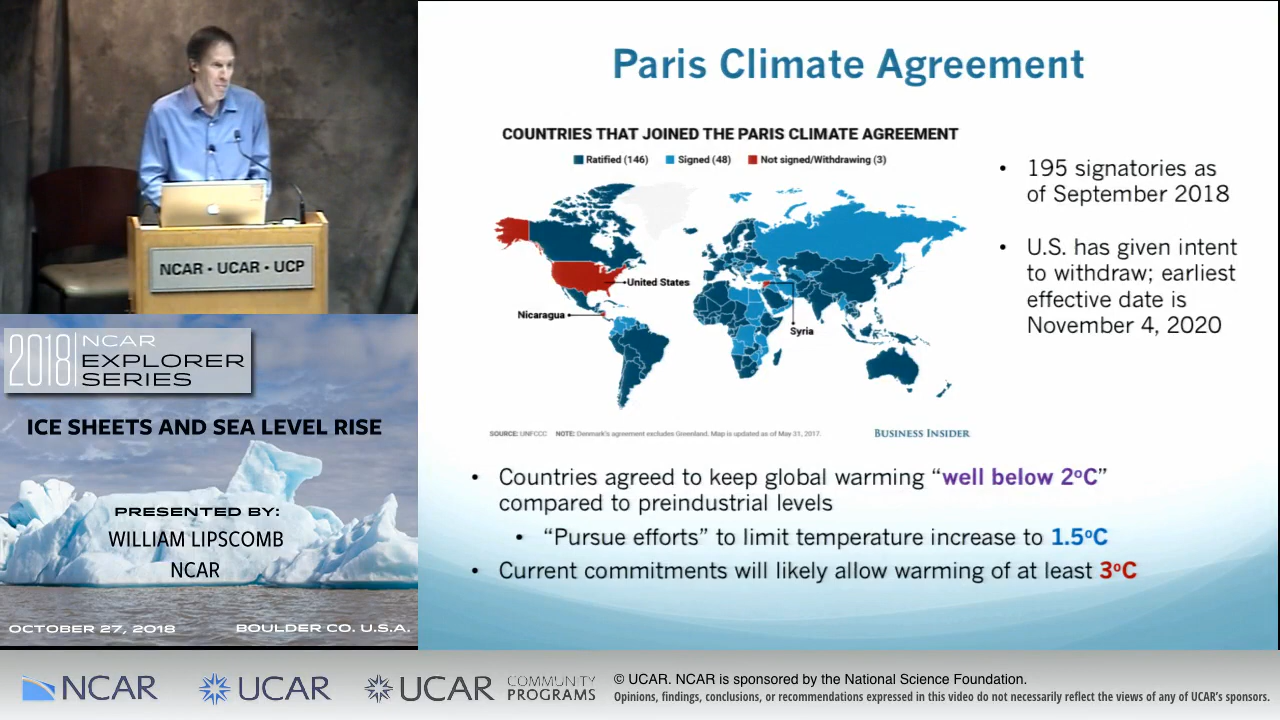 NCAR • UCAR • UCP
2018 NCAR
EXPLORER
SERIES
ICE SHEETS AND SEA LEVEL RISE
PRESENTED BY:
WILLIAM LIPSCOMB
NCAR
OCTOBER 27, 2018
BOULDER CO. U.S.A.
Paris Climate Agreement
COUNTRIES THAT JOINED THE PARIS CLIMATE AGREEMENT
Ratified (146) Signed (48) Not signed/Withdrawing (3)
United States
Nicaragua
Syria
SOURCE: UNFCCC NOTE: Denmark's agreement excludes Greenland. Map is updated as of May 31, 2017.
BUSINESS INSIDER
• 195 signatories as
of September 2018
• U.S. has given intent
to withdraw; earliest
effective date is
November 4, 2020
• Countries agreed to keep global warming “well below 2ºC”
compared to preindustrial levels
• “Pursue efforts” to limit temperature increase to 1.5ºC
• Current commitments will likely allow warming of at least 3ºC
NCAR
UCAR
UCAR COMMUNITY
PROGRAMS
© UCAR. NCAR is sponsored by the National Science Foundation.
Opinions, findings, conclusions, or recommendations expressed in this video do not necessarily reflect the views of any of UCAR's sponsors.